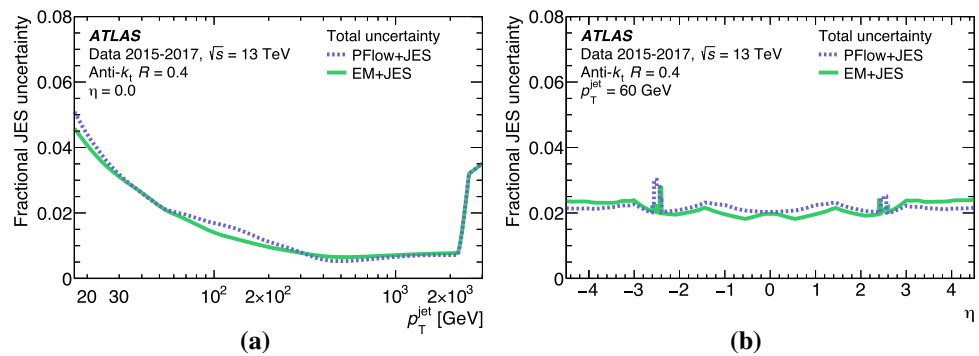 Fractional JES uncertainty
0.08
0.06
0.04
0.02
0
ATLAS
Data 2015-2017, √s = 13 TeV
Anti-kₜ R = 0.4
η = 0.0
Total uncertainty
PFlow+JES
EM+JES
20 30 10² 2×10² 10³ 2×10³
p_T^jet [GeV]
(a)
Fractional JES uncertainty
0.08
0.06
0.04
0.02
0
ATLAS
Data 2015-2017, √s = 13 TeV
Anti-kₜ R = 0.4
p_T^jet = 60 GeV
Total uncertainty
PFlow+JES
EM+JES
−4 −3 −2 −1 0 1 2 3 4
η
(b)